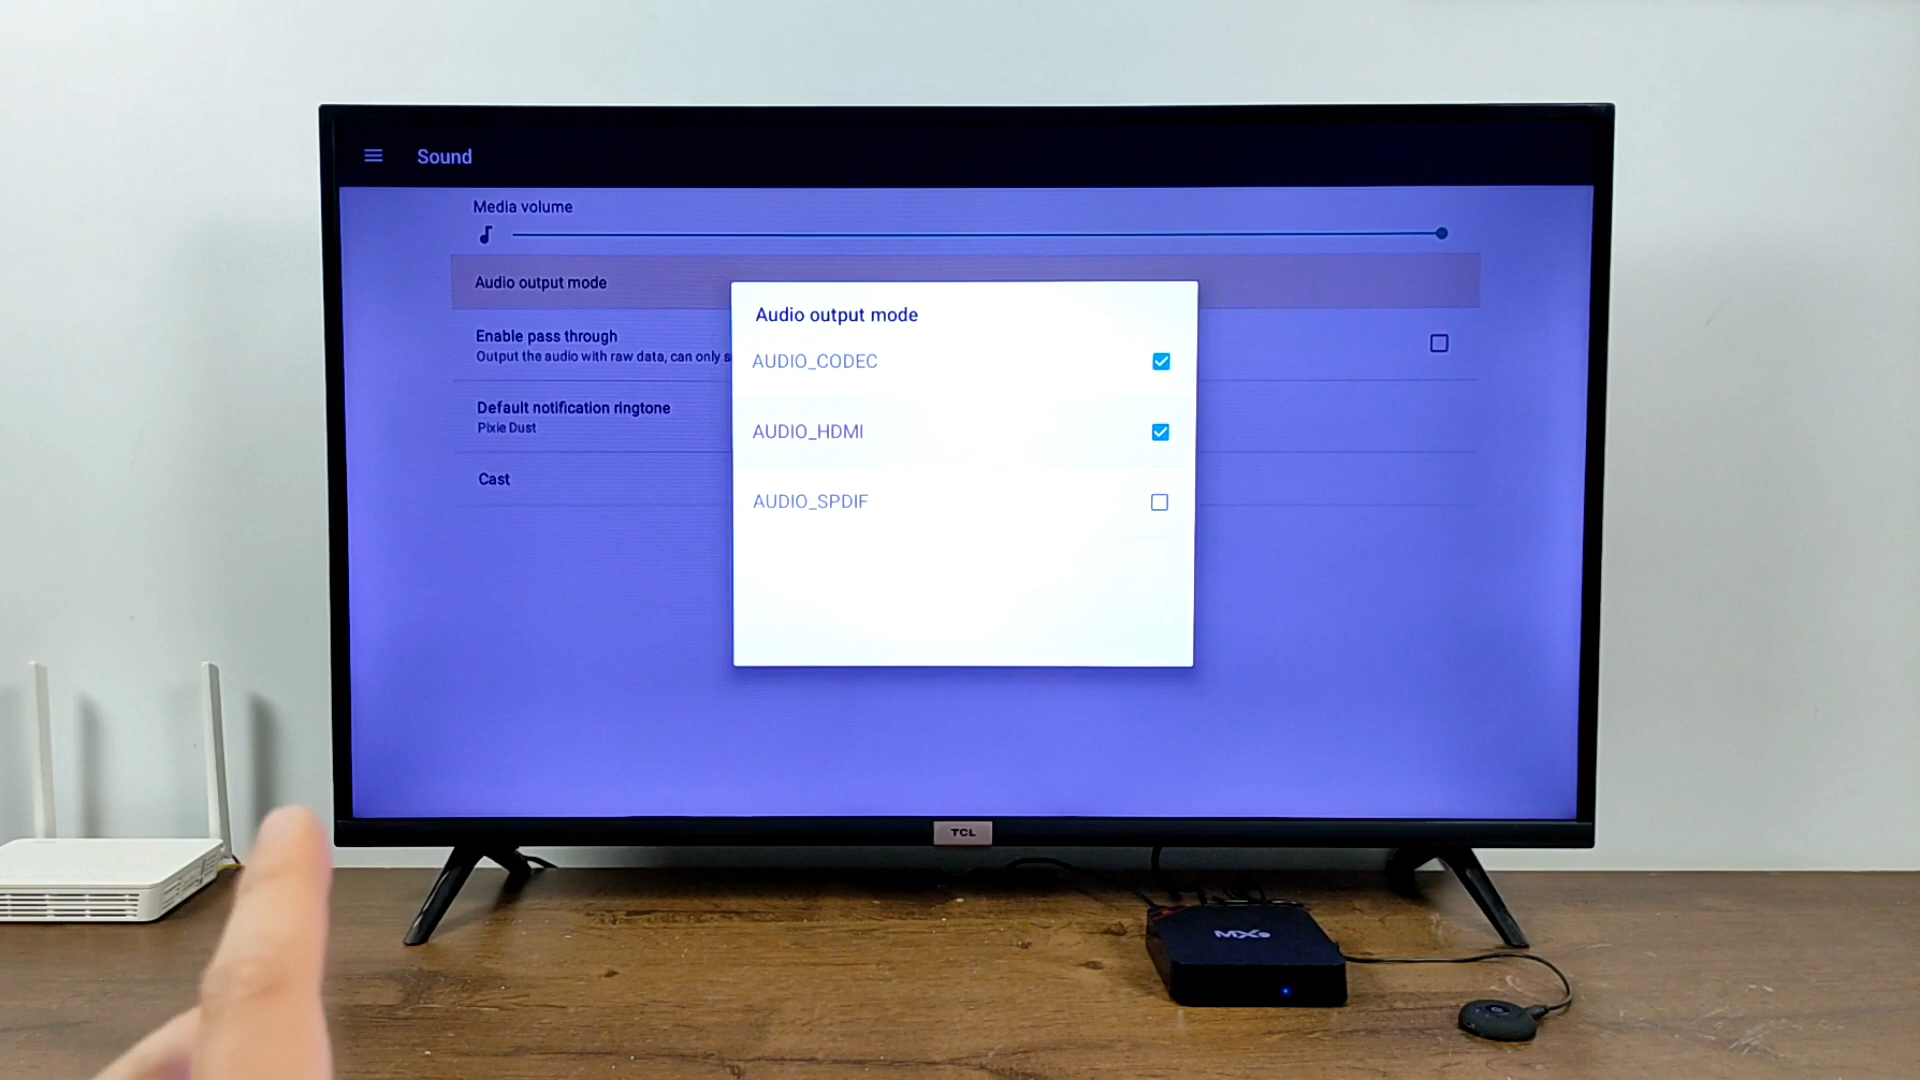 Sound
Media volume
Audio output mode
Enable pass through
Output the audio with raw data, can only
Default notification ringtone
Pixie Dust
Cast
Audio output mode
AUDIO_CODEC
AUDIO_HDMI
AUDIO_SPDIF
TCL
MX9